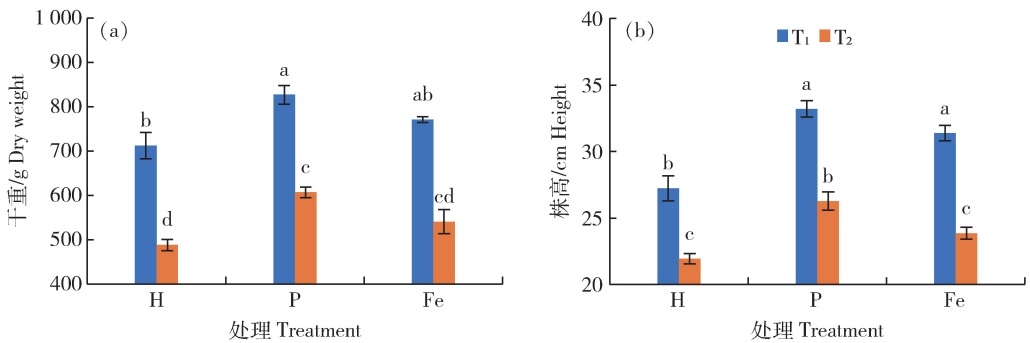 (a)
干重/g Dry weight
1 000
900
800
700
600
500
400
b
d
a
c
ab
cd
H P Fe
处理 Treatment
(b)
T₁ T₂
株高/cm Height
40
35
30
25
20
b
c
a
b
a
c
H P Fe
处理 Treatment